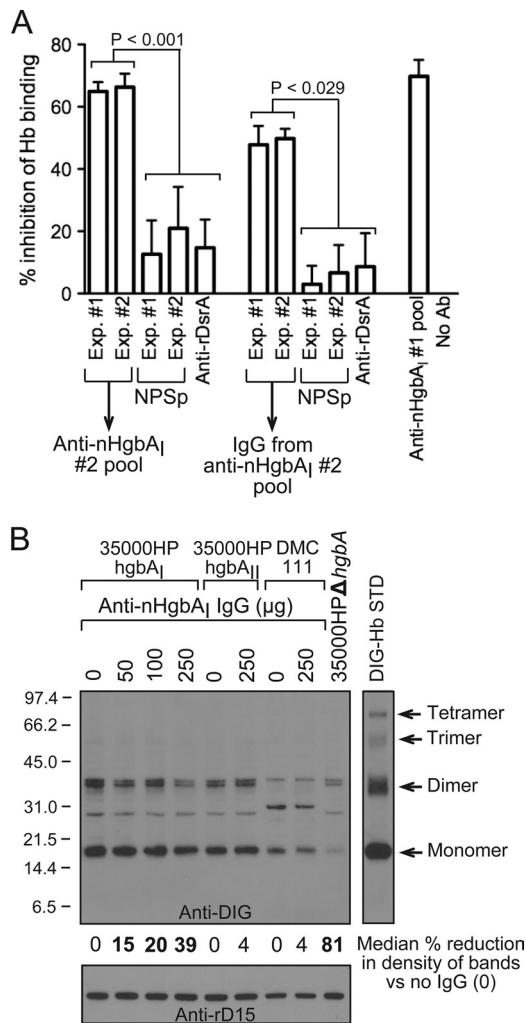 A
P < 0.001
P < 0.029
% inhibition of Hb binding
80
60
40
20
0
Exp. #1
Exp. #2
Exp. #1
Exp. #2
Anti-rDsrA
Exp. #1
Exp. #2
Exp. #1
Exp. #2
Anti-rDsrA
Anti-nHgbAI #1 pool
No Ab
NPSp
NPSp
Anti-nHgbAI
#2 pool
IgG from
anti-nHgbAI #2
pool
B
35000HP
hgbAI
35000HP
hgbAII
DMC
111
35000HPΔhgbA
DIG-Hb STD
Anti-nHgbAI IgG (µg)
0 50 100 250 0 250 0 250
97.4
66.2
45.0
31.0
21.5
14.4
6.5
Tetramer
Trimer
Dimer
Monomer
Anti-DIG
0 15 20 39 0 4 0 4 81
Median % reduction
in density of bands
vs no IgG (0)
Anti-rD15